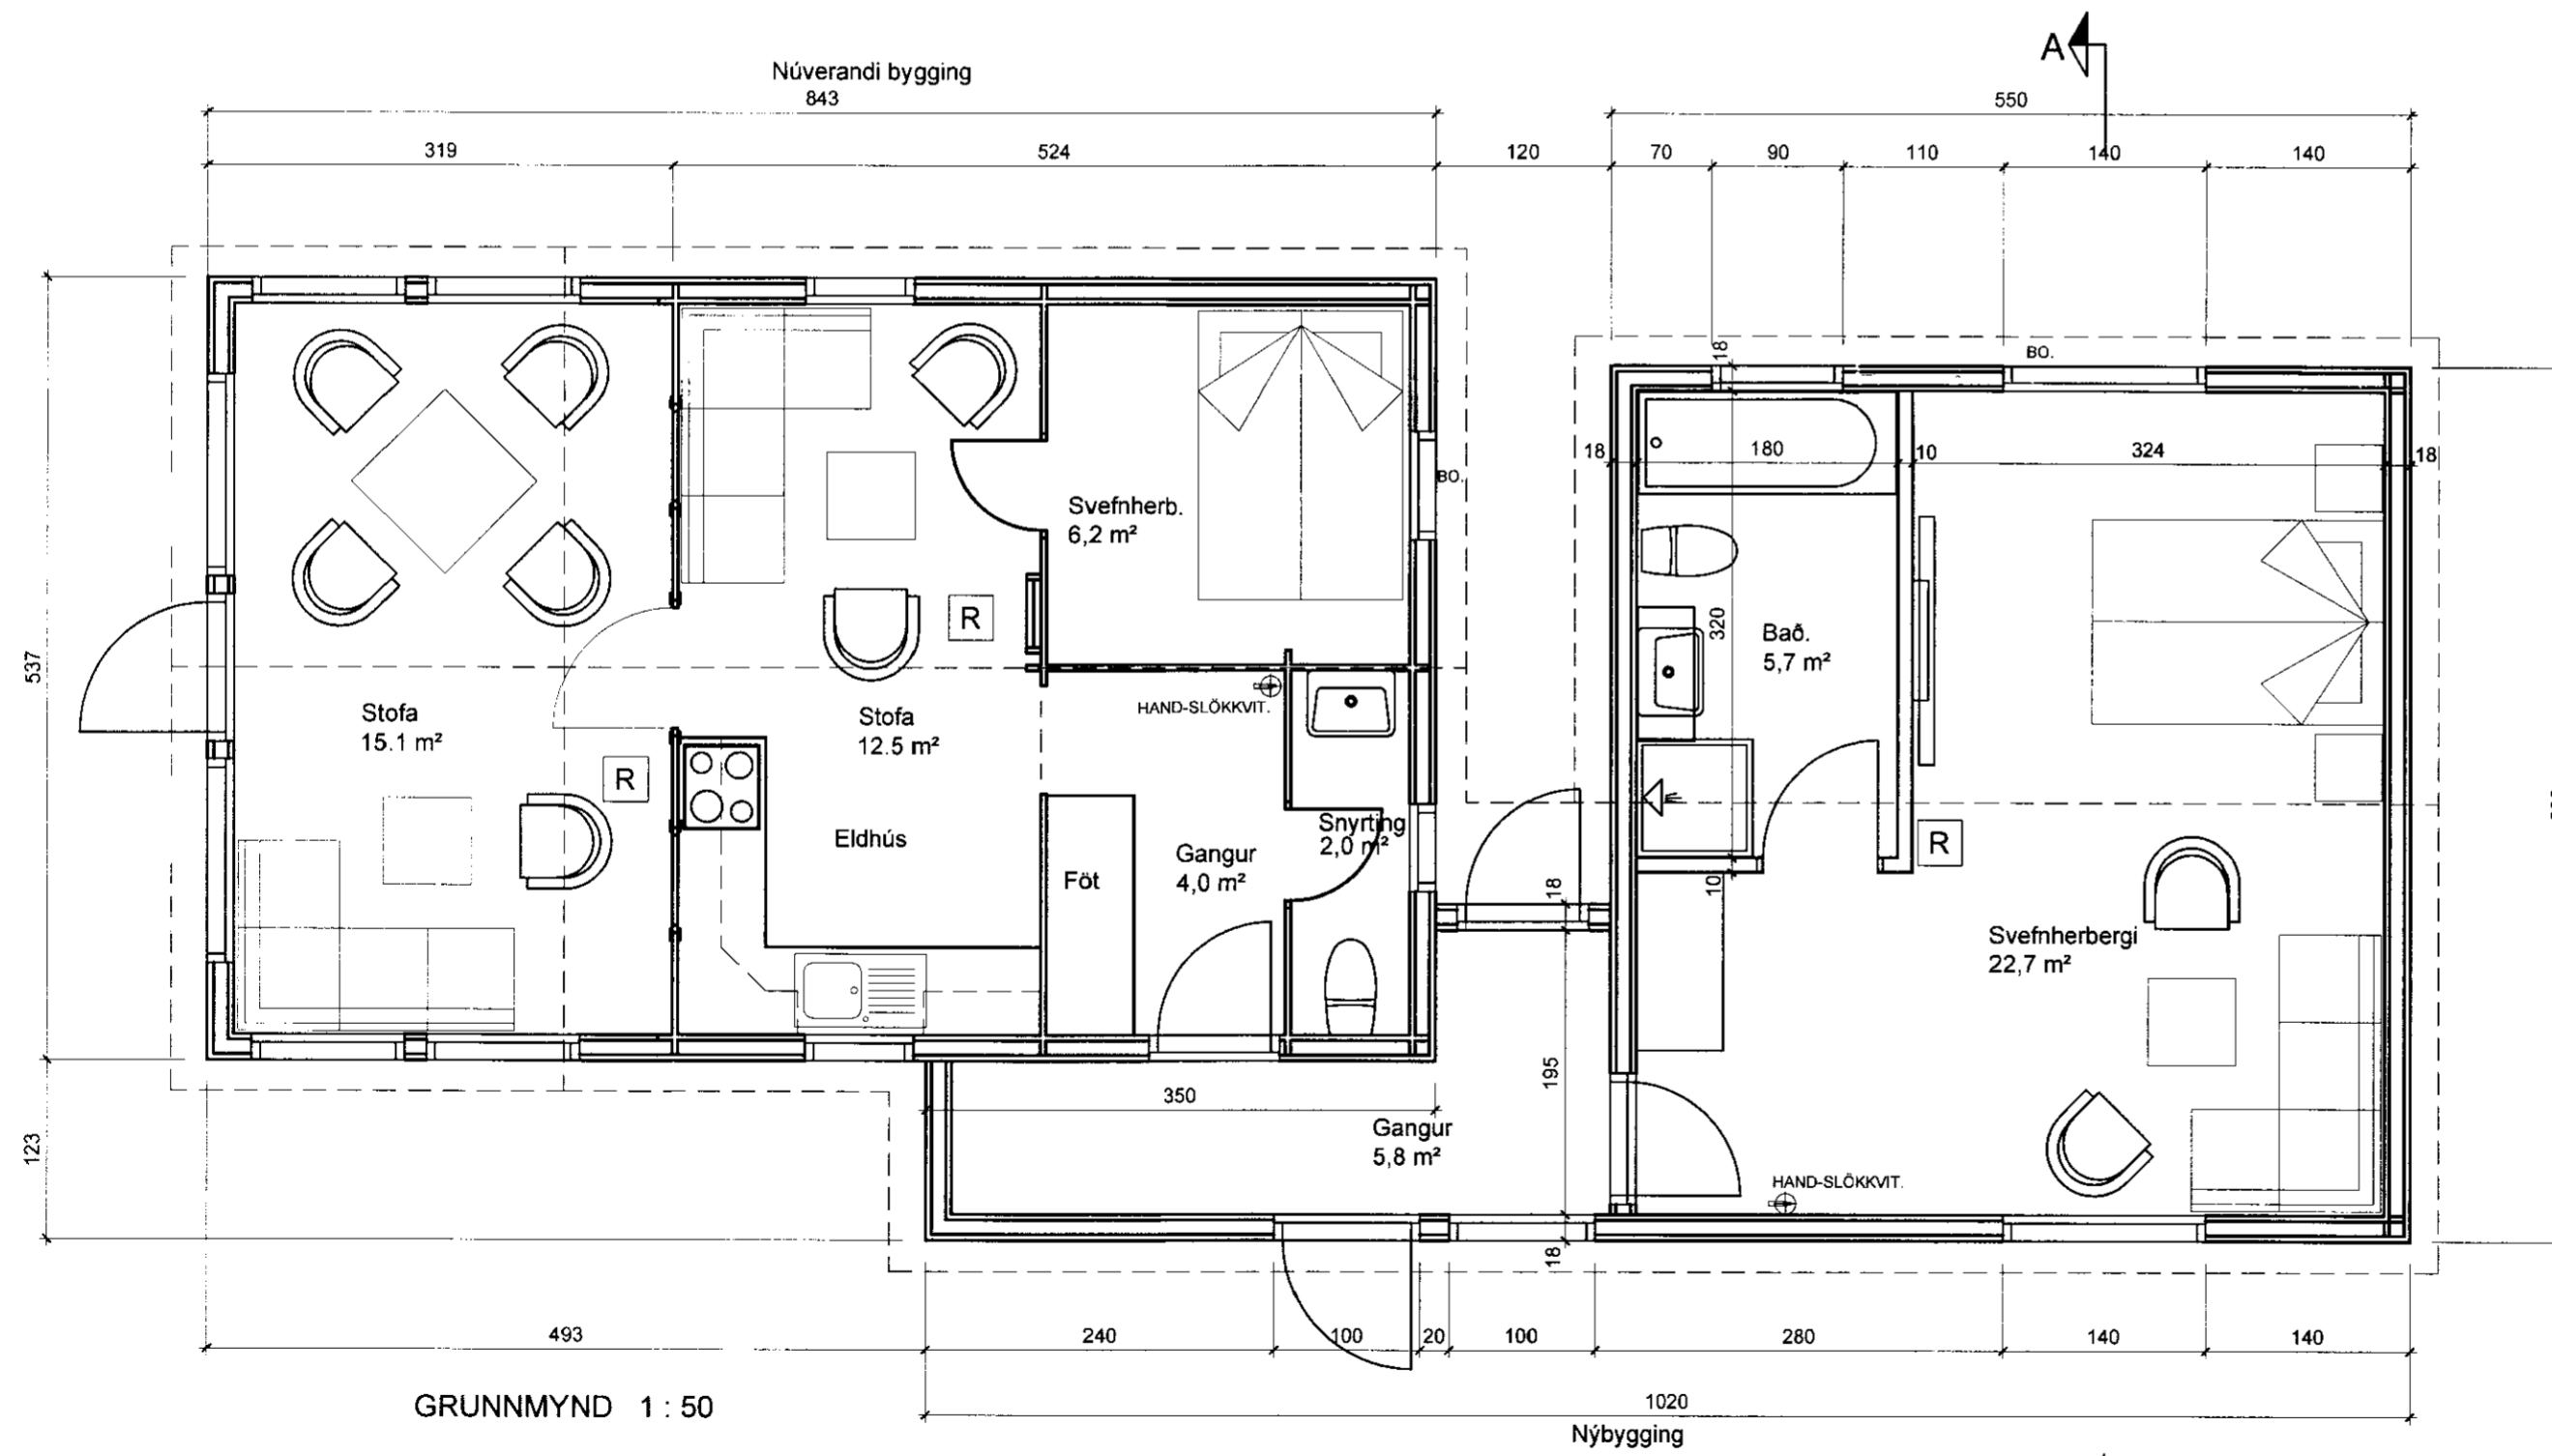 A
Núverandi bygging
843
550
319
524
120
70
90
110
140
140
18
BO.
18
180
10
324
18
BO.
Svefnherb.
6,2 m²
R
320
Bað.
5,7 m²
537
HAND-SLÖKKVIT.
Stofa
15.1 m²
Stofa
12.5 m²
R
Eldhús
Snyrting
2,0 m²
Gangur
4,0 m²
Föt
R
18
10
Svefnherbergi
22,7 m²
195
350
Gangur
5,8 m²
123
HAND-SLÖKKVIT.
18
493
240
100
20
100
280
140
140
GRUNNMYND 1 : 50
1020
Nýbygging